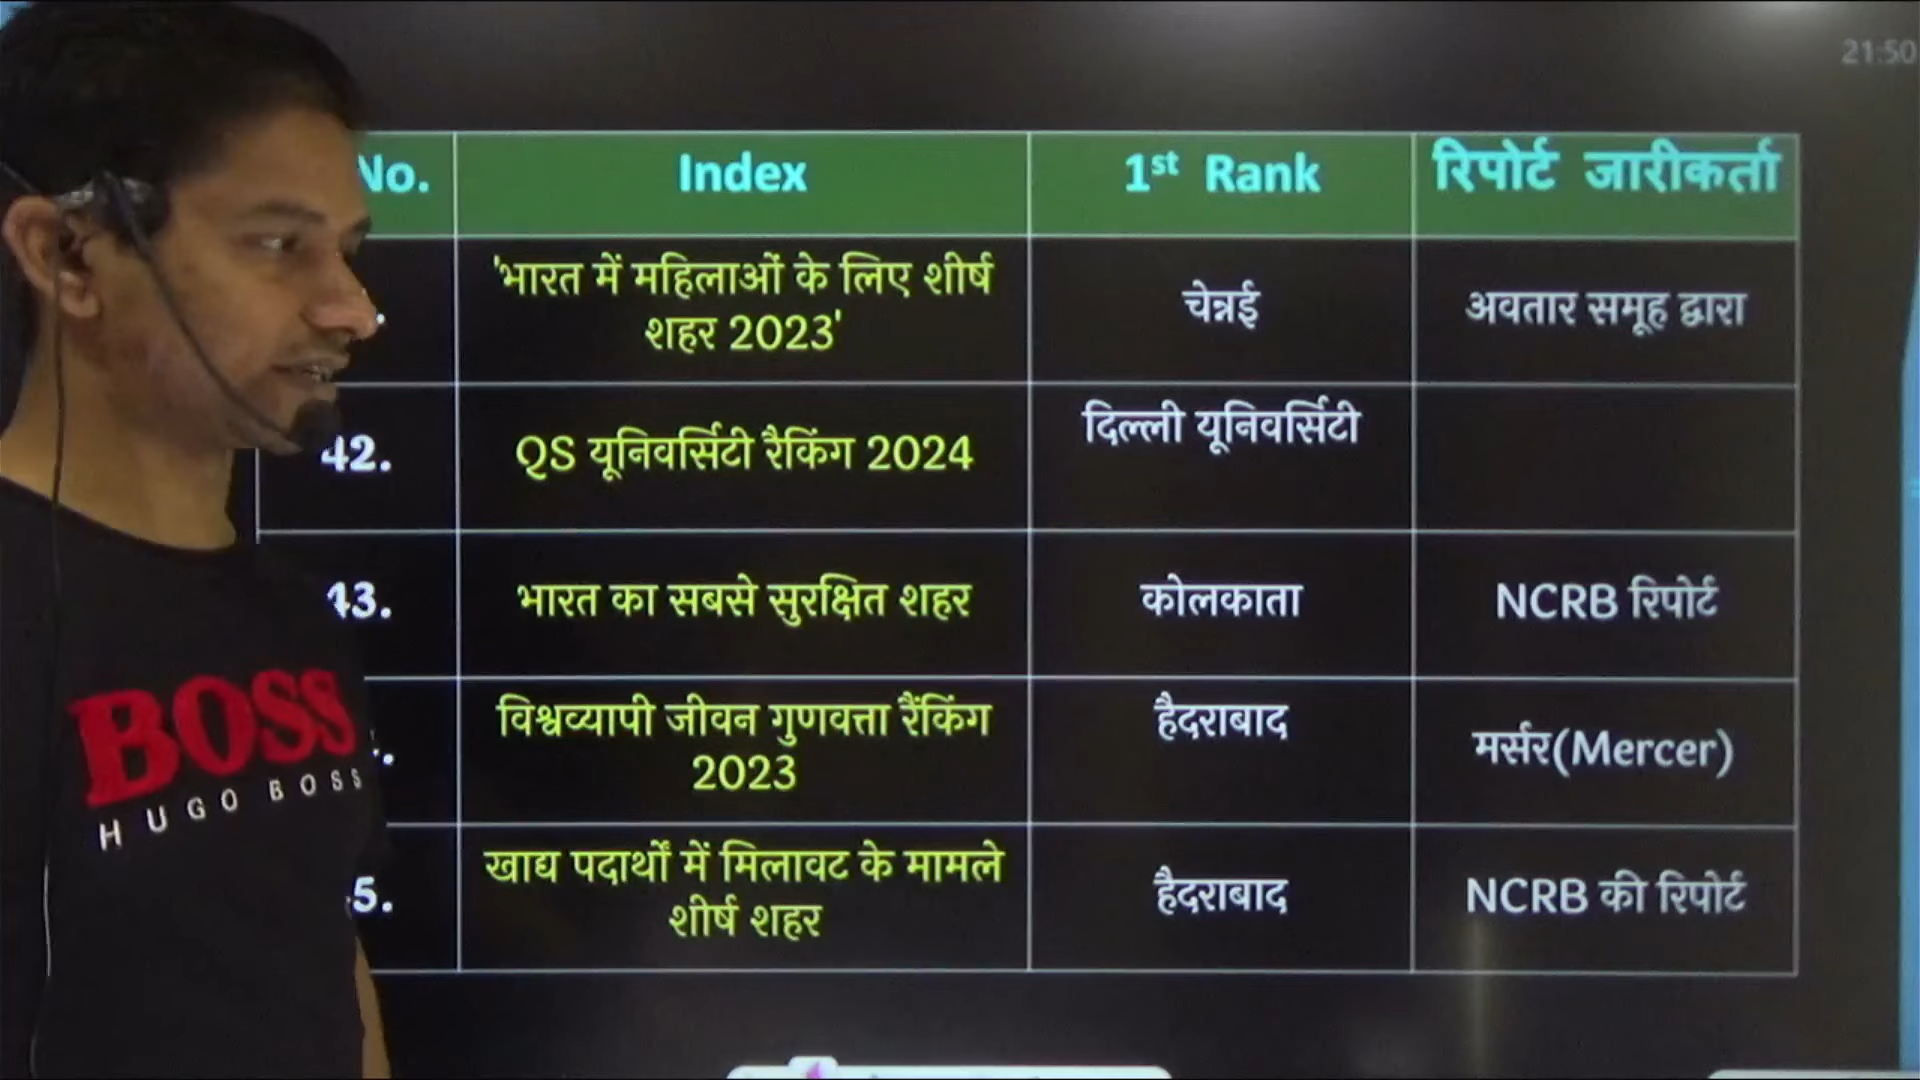 21:50
No. Index 1st Rank रिपोर्ट जारीकर्ता
'भारत में महिलाओं के लिए शीर्ष
शहर 2023'
चेन्नई
अवतार समूह द्वारा
42. QS यूनिवर्सिटी रैकिंग 2024
दिल्ली यूनिवर्सिटी
43. भारत का सबसे सुरक्षित शहर कोलकाता NCRB रिपोर्ट
विश्वव्यापी जीवन गुणवत्ता रैंकिंग
2023
हैदराबाद
मर्सर(Mercer)
5. खाद्य पदार्थों में मिलावट के मामले
शीर्ष शहर
हैदराबाद
NCRB की रिपोर्ट
BOSS
HUGO BOSS